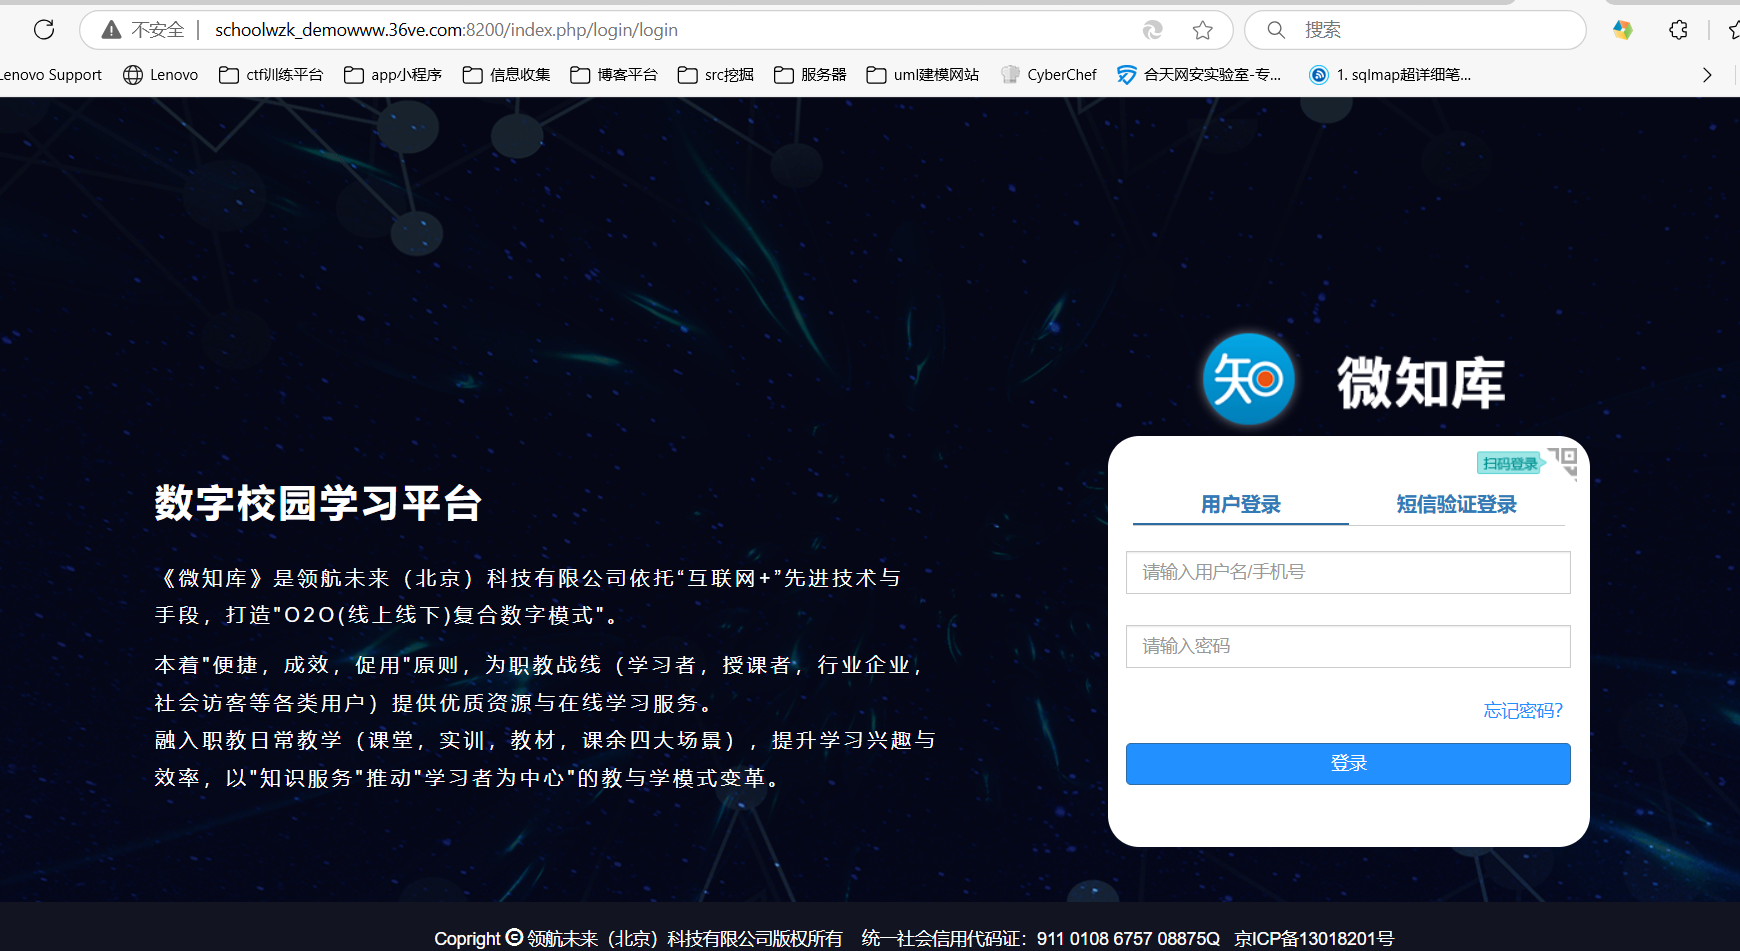 不安全 schoolwzk_demowww.36ve.com:8200/index.php/login/login 搜索
Lenovo Support Lenovo ctf训练平台 app小程序 信息收集 博客平台 src挖掘 服务器 uml建模网站 CyberChef 合天网安实验室-专... 1. sqlmap超详细笔...
知 微知库
扫码登录
用户登录 短信验证登录
请输入用户名/手机号
请输入密码
忘记密码?
登录
数字校园学习平台
《微知库》是领航未来（北京）科技有限公司依托“互联网+”先进技术与
手段，打造"O2O(线上线下)复合数字模式"。
本着"便捷，成效，促用"原则，为职教战线（学习者，授课者，行业企业，
社会访客等各类用户）提供优质资源与在线学习服务。
融入职教日常教学（课堂，实训，教材，课余四大场景），提升学习兴趣与
效率，以"知识服务"推动"学习者为中心"的教与学模式变革。
Copright © 领航未来（北京）科技有限公司版权所有 统一社会信用代码证：911 0108 6757 08875Q 京ICP备13018201号